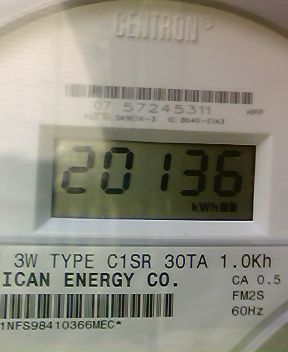 CENTRON
07 57245311
20136
kWh
3W TYPE C1SR 30TA 1.0Kh
ICAN ENERGY CO.
CA 0.5
FM2S
60Hz
1NFS98410366MEC*